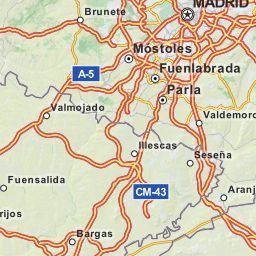 MADRID
Brunete
Móstoles
A-5
Fuenlabrada
Parla
Valmojado
Valdemoro
Illescas
Seseña
Fuensalida
CM-43
Aranj
rijos
Bargas